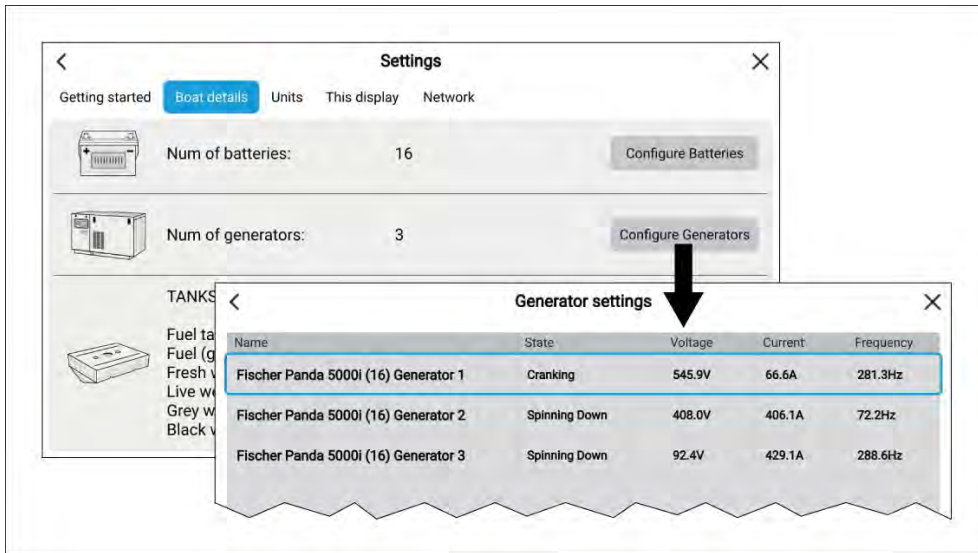 Settings
Getting started Boat details Units This display Network
Num of batteries: 16 Configure Batteries
Num of generators: 3 Configure Generators
TANKS
Fuel ta
Fuel (g
Fresh w
Live we
Grey w
Black w
Generator settings
Name State Voltage Current Frequency
Fischer Panda 5000i (16) Generator 1 Cranking 545.9V 66.6A 281.3Hz
Fischer Panda 5000i (16) Generator 2 Spinning Down 408.0V 406.1A 72.2Hz
Fischer Panda 5000i (16) Generator 3 Spinning Down 92.4V 429.1A 288.6Hz